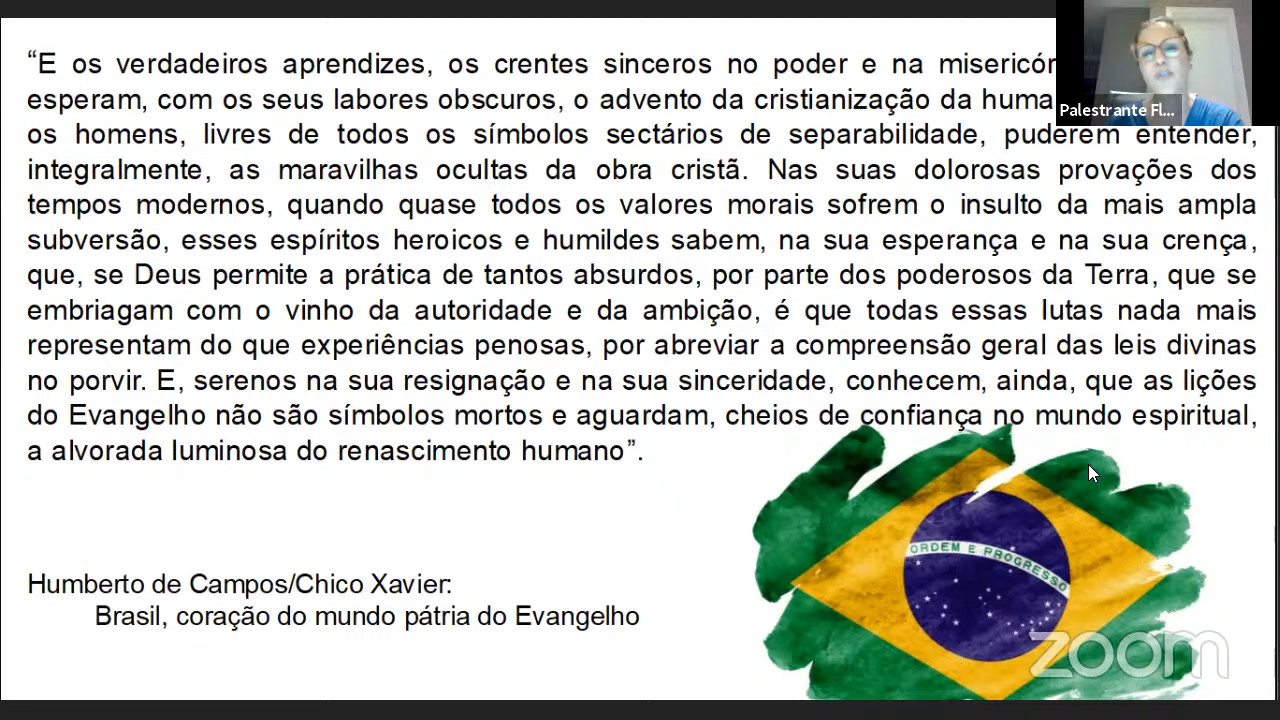 “E os verdadeiros aprendizes, os crentes sinceros no poder e na
esperam, com os seus labores obscuros, o advento da cristianização da
os homens, livres de todos os símbolos sectários de separabilidade, puderem entender,
integralmente, as maravilhas ocultas da obra cristã. Nas suas dolorosas provações dos
tempos modernos, quando quase todos os valores morais sofrem o insulto da mais ampla
subversão, esses espíritos heroicos e humildes sabem, na sua esperança e na sua crença,
que, se Deus permite a prática de tantos absurdos, por parte dos poderosos da Terra, que se
embriagam com o vinho da autoridade e da ambição, é que todas essas lutas nada mais
representam do que experiências penosas, por abreviar a compreensão geral das leis divinas
no porvir. E, serenos na sua resignação e na sua sinceridade, conhecem, ainda, que as lições
do Evangelho não são símbolos mortos e aguardam, cheios de confiança no mundo espiritual,
a alvorada luminosa do renascimento humano”.
Humberto de Campos/Chico Xavier:
Brasil, coração do mundo pátria do Evangelho
Palestrante Fl...
ORDEM E PROGRESSO
zoom